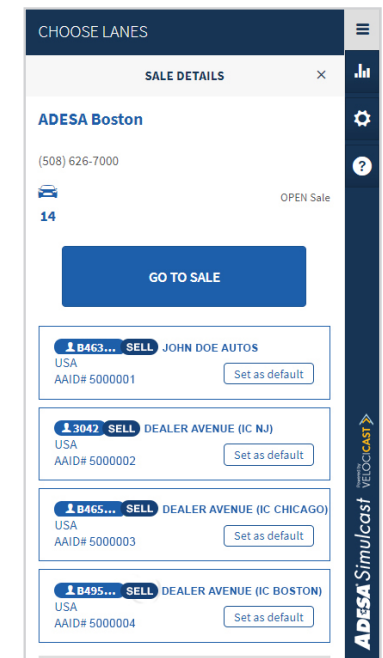 CHOOSE LANES
SALE DETAILS ×
ADESA Boston
(508) 626-7000
14
OPEN Sale
GO TO SALE
B463... SELL JOHN DOE AUTOS
USA
AAID# 5000001
Set as default
3042 SELL DEALER AVENUE (IC NJ)
USA
AAID# 5000002
Set as default
B465... SELL DEALER AVENUE (IC CHICAGO)
USA
AAID# 5000003
Set as default
B495... SELL DEALER AVENUE (IC BOSTON)
USA
AAID# 5000004
Set as default
?
ADESA Simulcast
Powered by
VELOCICAST